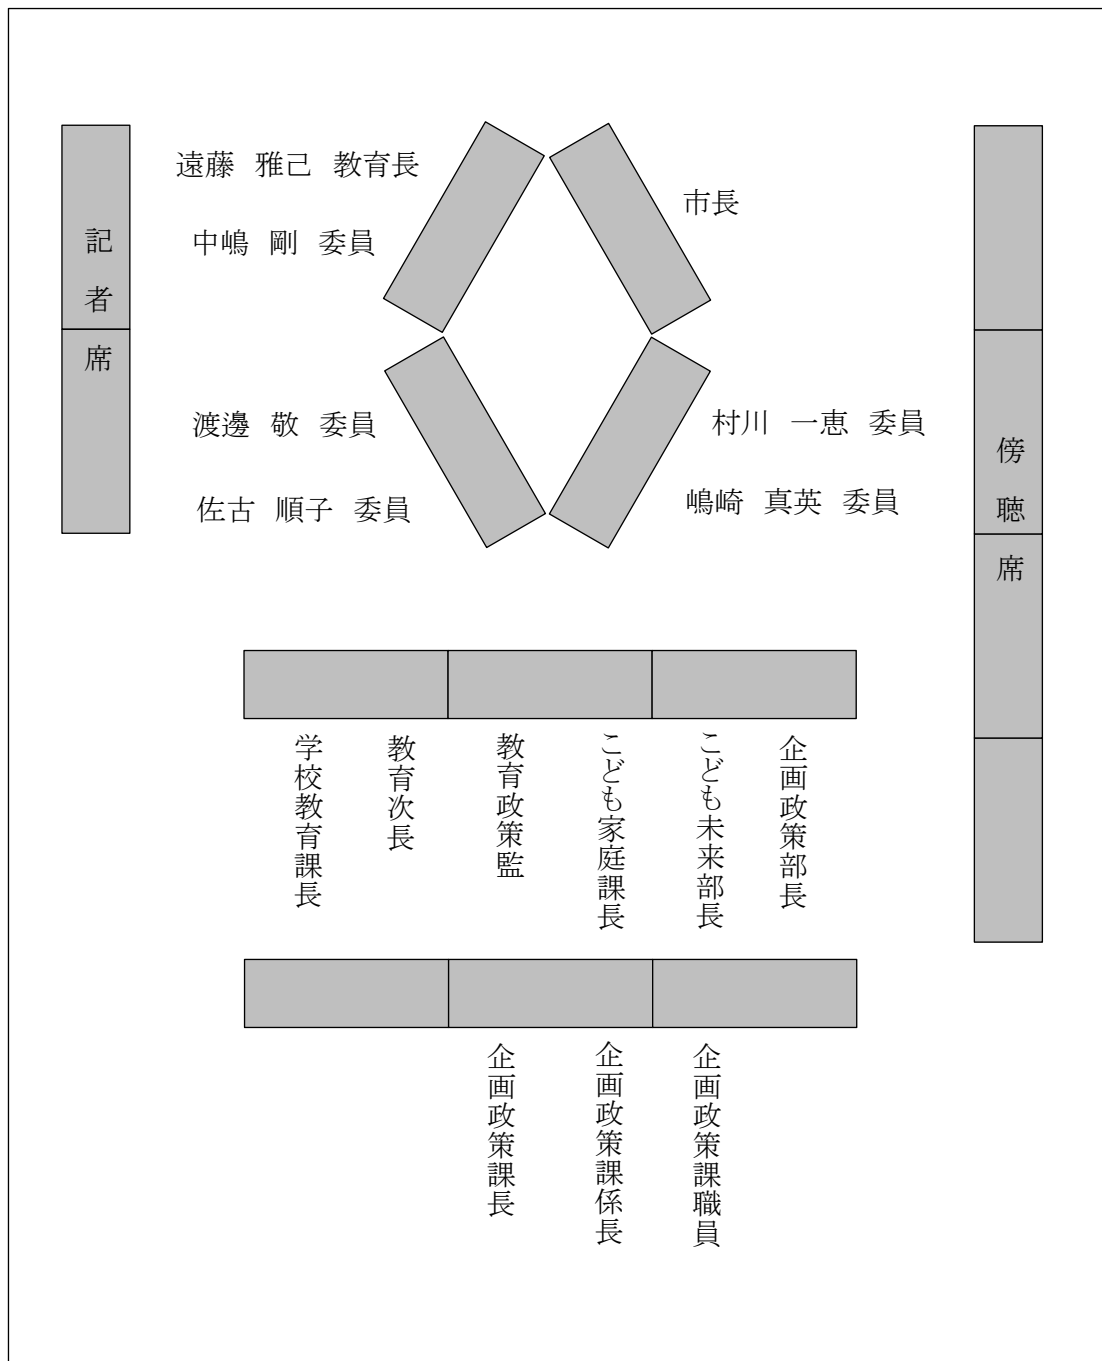 遠藤 雅己 教育長
市長
中嶋 剛 委員
記者席
渡邊 敬 委員
村川 一恵 委員
佐古 順子 委員
嶋崎 真英 委員
傍聴席
学校教育課長
教育次長
教育政策監
こども家庭課長
こども未来部長
企画政策部長
企画政策課長
企画政策課係長
企画政策課職員